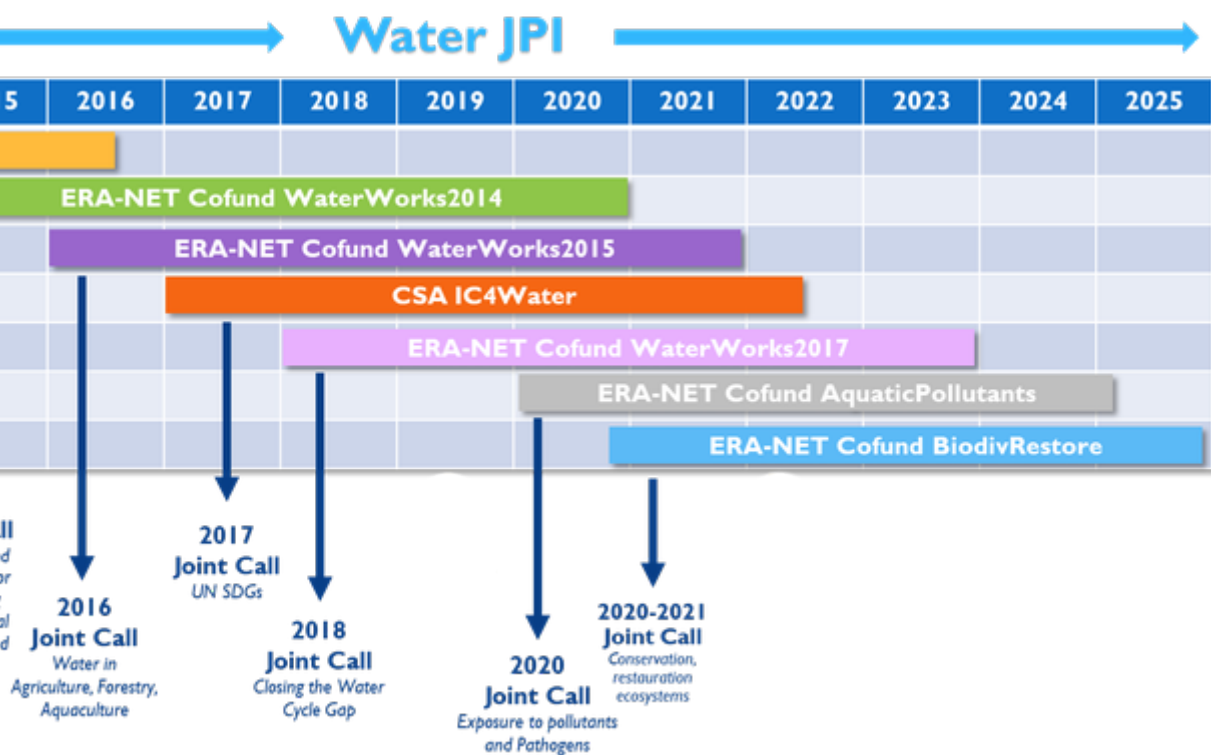 Water JPI
5 2016 2017 2018 2019 2020 2021 2022 2023 2024 2025
ERA-NET Cofund WaterWorks2014
ERA-NET Cofund WaterWorks2015
CSA IC4Water
ERA-NET Cofund WaterWorks2017
ERA-NET Cofund AquaticPollutants
ERA-NET Cofund BiodivRestore
2016
Joint Call
Water in
Agriculture, Forestry,
Aquaculture
2017
Joint Call
UN SDGs
2018
Joint Call
Closing the Water
Cycle Gap
2020
Joint Call
Exposure to pollutants
and Pathogens
2020-2021
Joint Call
Conservation,
restauration
ecosystems